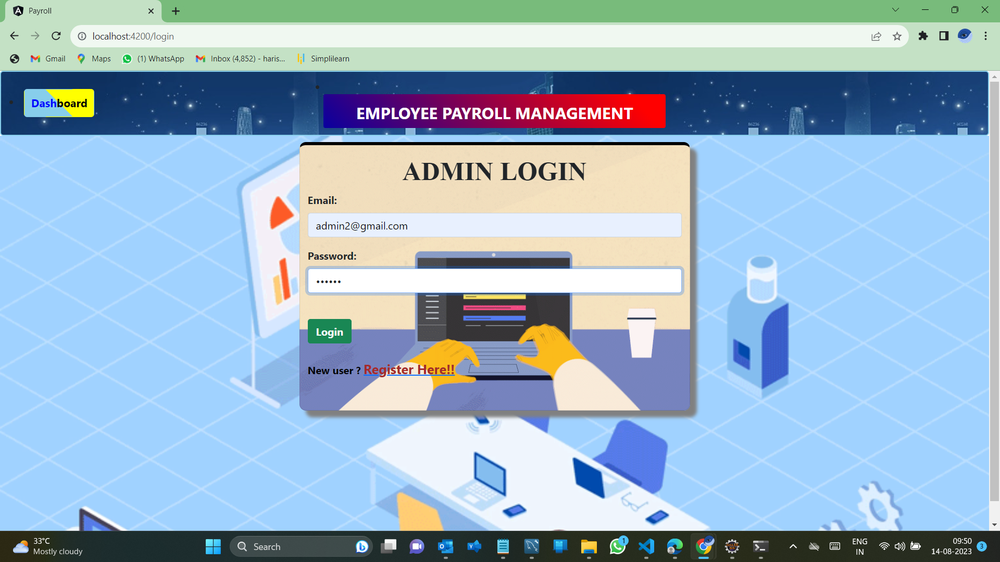 Payroll
localhost:4200/login
Gmail
Maps
(1) WhatsApp
Inbox (4,852) - haris...
Simplilearn
Dashboard
EMPLOYEE PAYROLL MANAGEMENT
ADMIN LOGIN
Email:
admin2@gmail.com
Password:
••••••
Login
New user ? Register Here!!
33°C
Mostly cloudy
Search
1
ENG
IN
09:50
14-08-2023
3